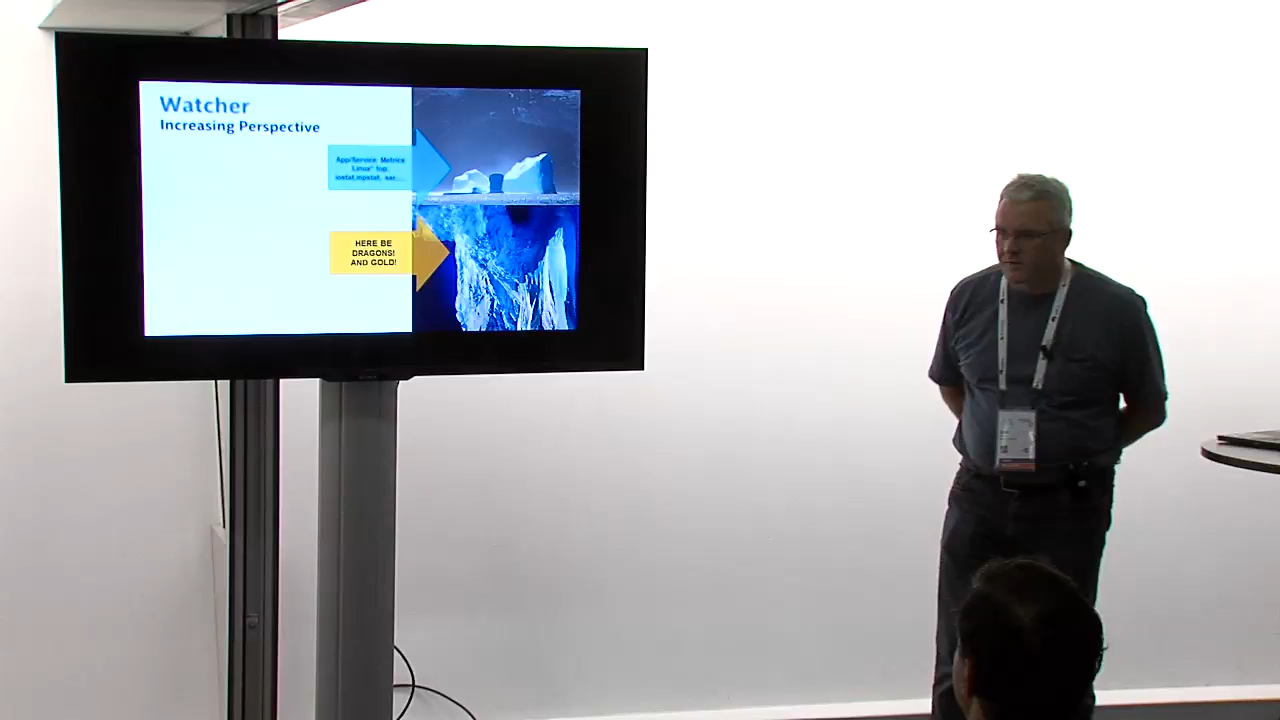 Watcher
Increasing Perspective
App/Service Metrics
Linux* top,
iostat,mpstat, sar....
HERE BE
DRAGONS!
AND GOLD!